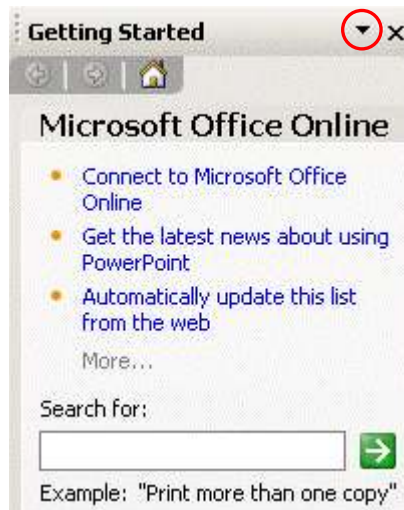 Getting Started
Microsoft Office Online
Connect to Microsoft Office
Online
Get the latest news about using
PowerPoint
Automatically update this list
from the web
More...
Search for:
Example: "Print more than one copy"